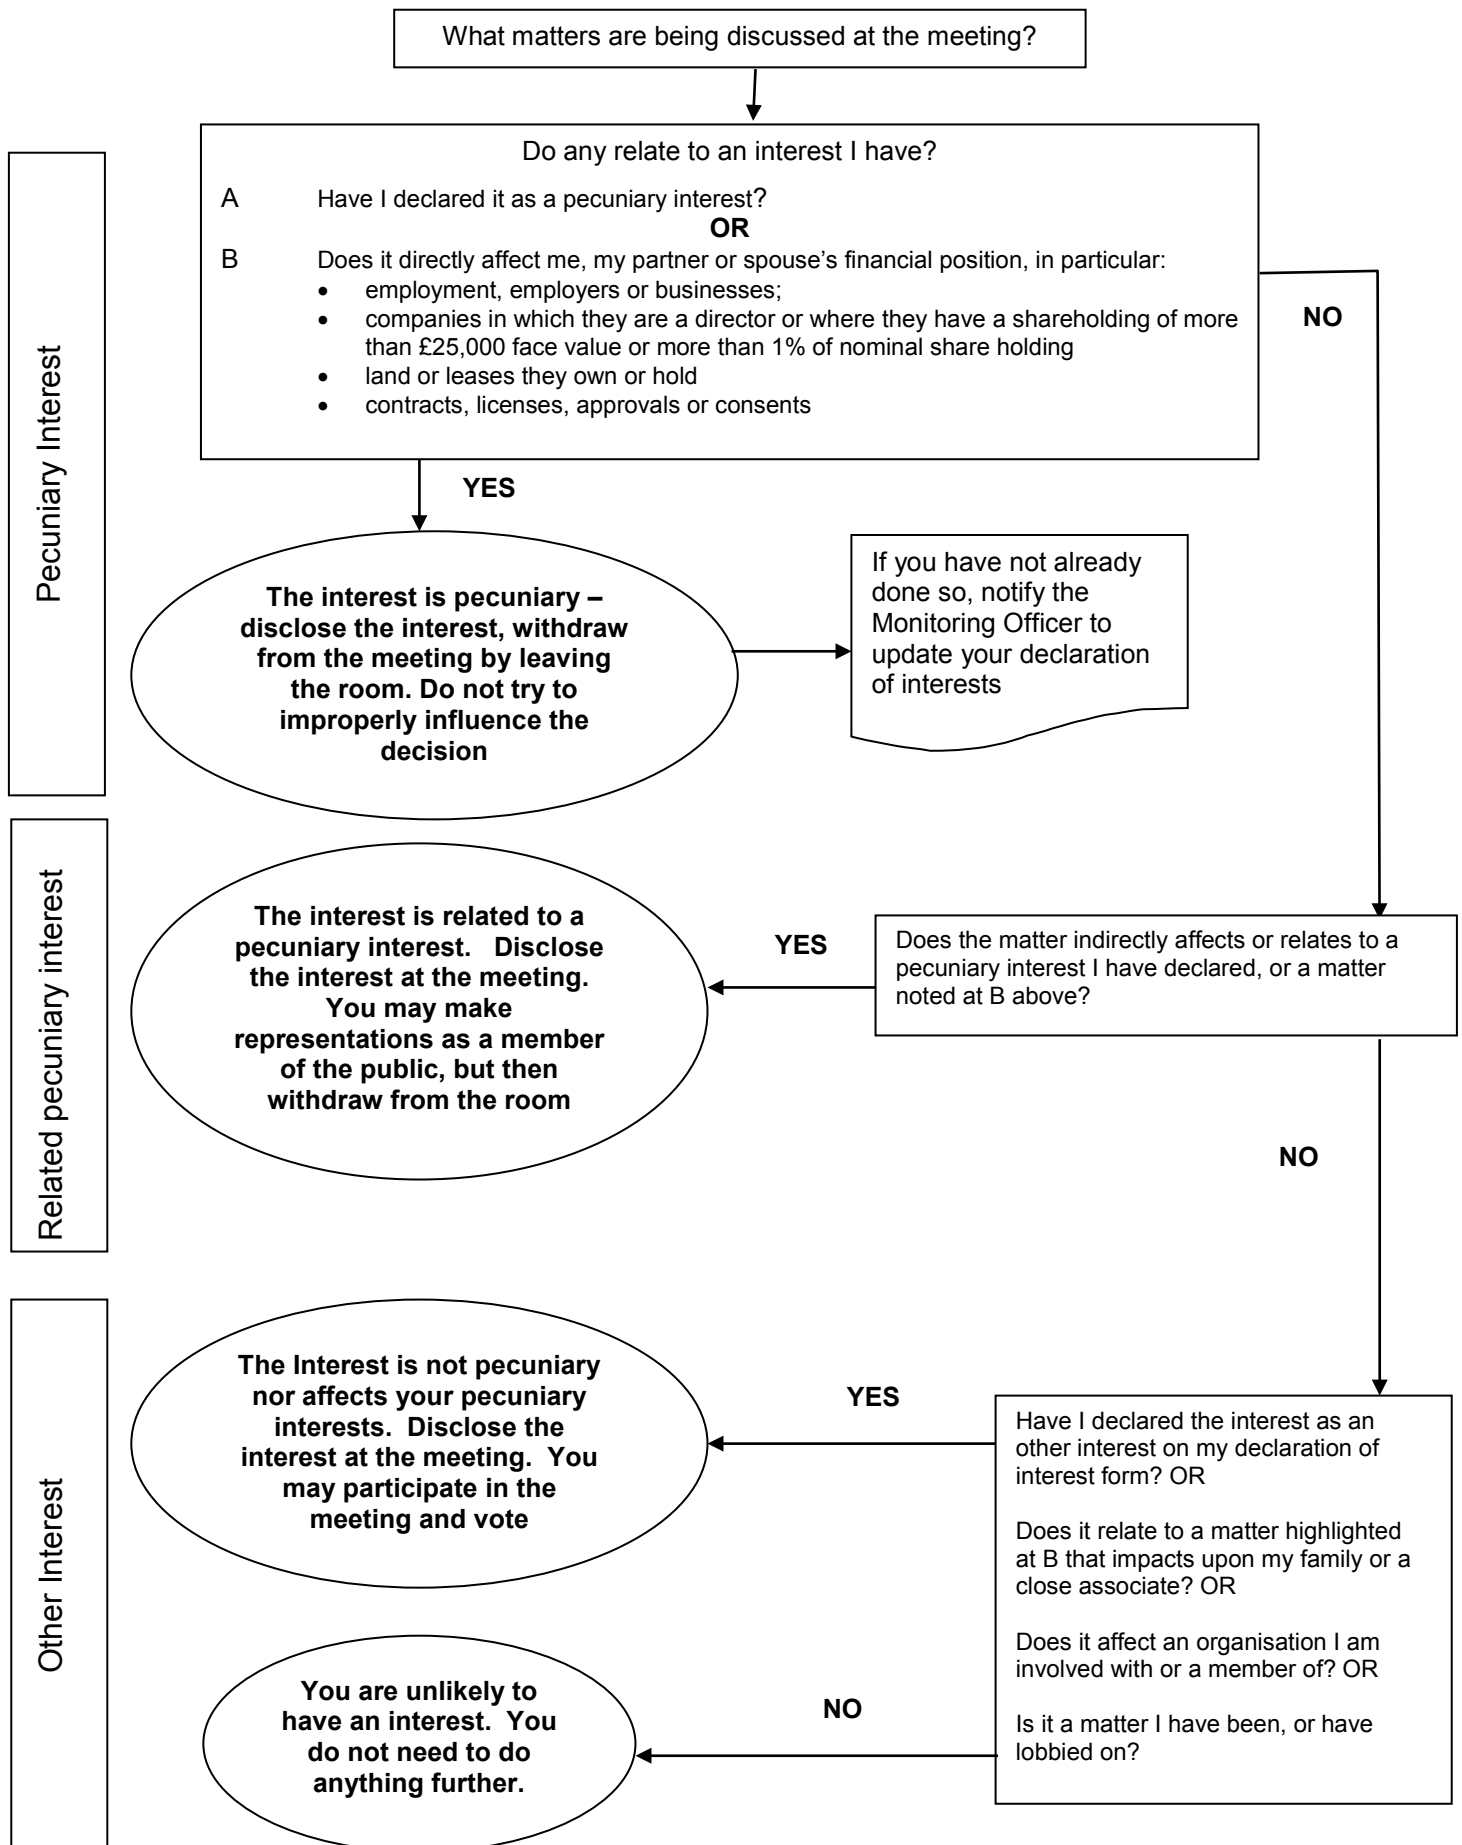 What matters are being discussed at the meeting?
Pecuniary Interest
Do any relate to an interest I have?
A Have I declared it as a pecuniary interest?
OR
B Does it directly affect me, my partner or spouse's financial position, in particular:
• employment, employers or businesses;
• companies in which they are a director or where they have a shareholding of more
than £25,000 face value or more than 1% of nominal share holding
• land or leases they own or hold
• contracts, licenses, approvals or consents
NO
YES
The interest is pecuniary –
disclose the interest, withdraw
from the meeting by leaving
the room. Do not try to
improperly influence the
decision
If you have not already
done so, notify the
Monitoring Officer to
update your declaration
of interests
Related pecuniary interest
The interest is related to a
pecuniary interest. Disclose
the interest at the meeting.
You may make
representations as a member
of the public, but then
withdraw from the room
YES
Does the matter indirectly affects or relates to a
pecuniary interest I have declared, or a matter
noted at B above?
NO
Other Interest
The Interest is not pecuniary
nor affects your pecuniary
interests. Disclose the
interest at the meeting. You
may participate in the
meeting and vote
YES
Have I declared the interest as an
other interest on my declaration of
interest form? OR
Does it relate to a matter highlighted
at B that impacts upon my family or a
close associate? OR
Does it affect an organisation I am
involved with or a member of? OR
Is it a matter I have been, or have
lobbied on?
NO
You are unlikely to
have an interest. You
do not need to do
anything further.